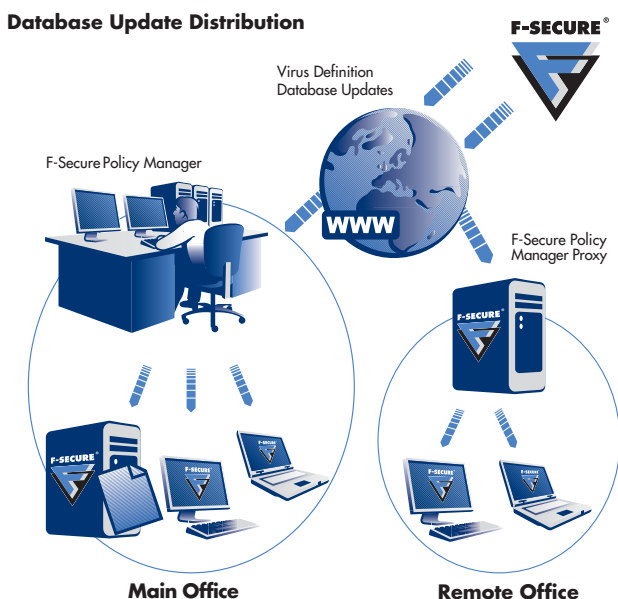 Database Update Distribution
F-SECURE®
Virus Definition
Database Updates
F-Secure Policy Manager
WWW
F-Secure Policy
Manager Proxy
F-SECURE®
F-SECURE®
F-SECURE®
F-SECURE®
F-SECURE®
F-SECURE®
Main Office
Remote Office